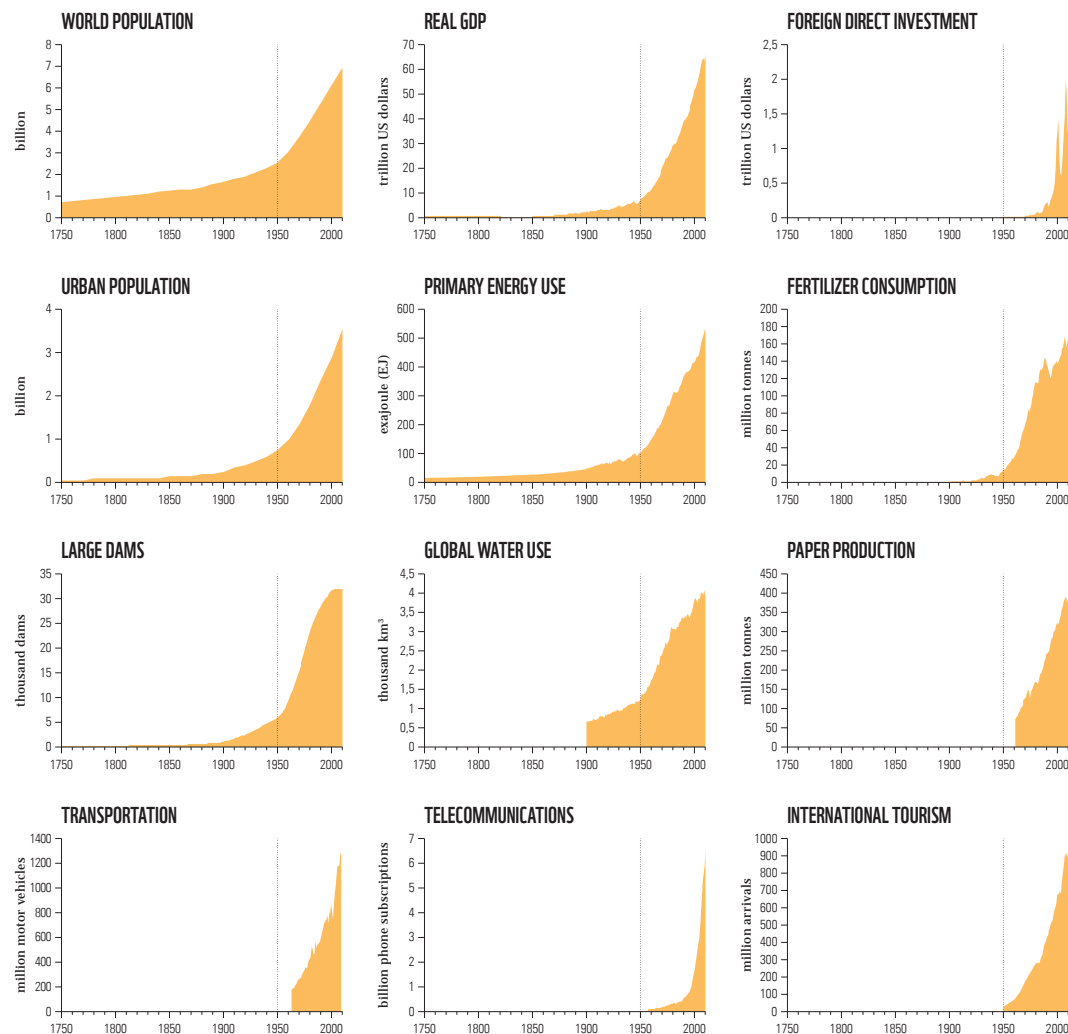 WORLD POPULATION
billion
8
7
6
5
4
3
2
1
0
1750 1800 1850 1900 1950 2000
REAL GDP
trillion US dollars
70
60
50
40
30
20
10
0
1750 1800 1850 1900 1950 2000
FOREIGN DIRECT INVESTMENT
trillion US dollars
2,5
2
1,5
1
0,5
0
1750 1800 1850 1900 1950 2000
URBAN POPULATION
billion
4
3
2
1
0
1750 1800 1850 1900 1950 2000
PRIMARY ENERGY USE
exajoule (EJ)
600
500
400
300
200
100
0
1750 1800 1850 1900 1950 2000
FERTILIZER CONSUMPTION
million tonnes
200
180
160
140
120
100
80
60
40
20
0
1750 1800 1850 1900 1950 2000
LARGE DAMS
thousand dams
35
30
25
20
15
10
5
0
1750 1800 1850 1900 1950 2000
GLOBAL WATER USE
thousand km³
4,5
4
3,5
3
2,5
2
1,5
1
0,5
0
1750 1800 1850 1900 1950 2000
PAPER PRODUCTION
million tonnes
450
400
350
300
250
200
150
100
50
0
1750 1800 1850 1900 1950 2000
TRANSPORTATION
million motor vehicles
1400
1200
1000
800
600
400
200
0
1750 1800 1850 1900 1950 2000
TELECOMMUNICATIONS
billion phone subscriptions
7
6
5
4
3
2
1
0
1750 1800 1850 1900 1950 2000
INTERNATIONAL TOURISM
million arrivals
1000
900
800
700
600
500
400
300
200
100
0
1750 1800 1850 1900 1950 2000